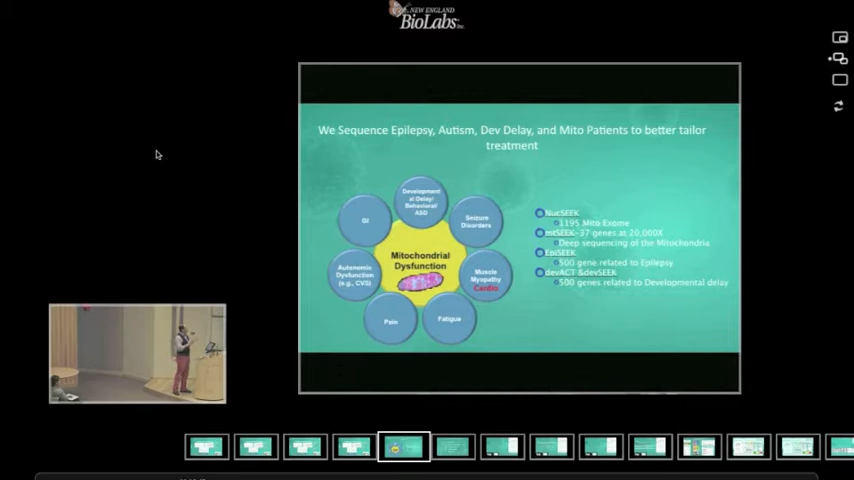 NEW ENGLAND
BioLabs Inc.
We Sequence Epilepsy, Autism, Dev Delay, and Mito Patients to better tailor
treatment
Development
al Delay/
Behavioral/
ASD
GI
Seizure
Disorders
Mitochondrial
Dysfunction
Autonomic
Dysfunction
(e.g., CVS)
Muscle
Myopathy
Cardio
Pain
Fatigue
NucSEEK
1195 Mito Exome
mtSEEK-37 genes at 20,000X
Deep sequencing of the Mitochondria
EpiSEEK
500 gene related to Epilepsy
devACT &devSEEK
500 genes related to Developmental delay